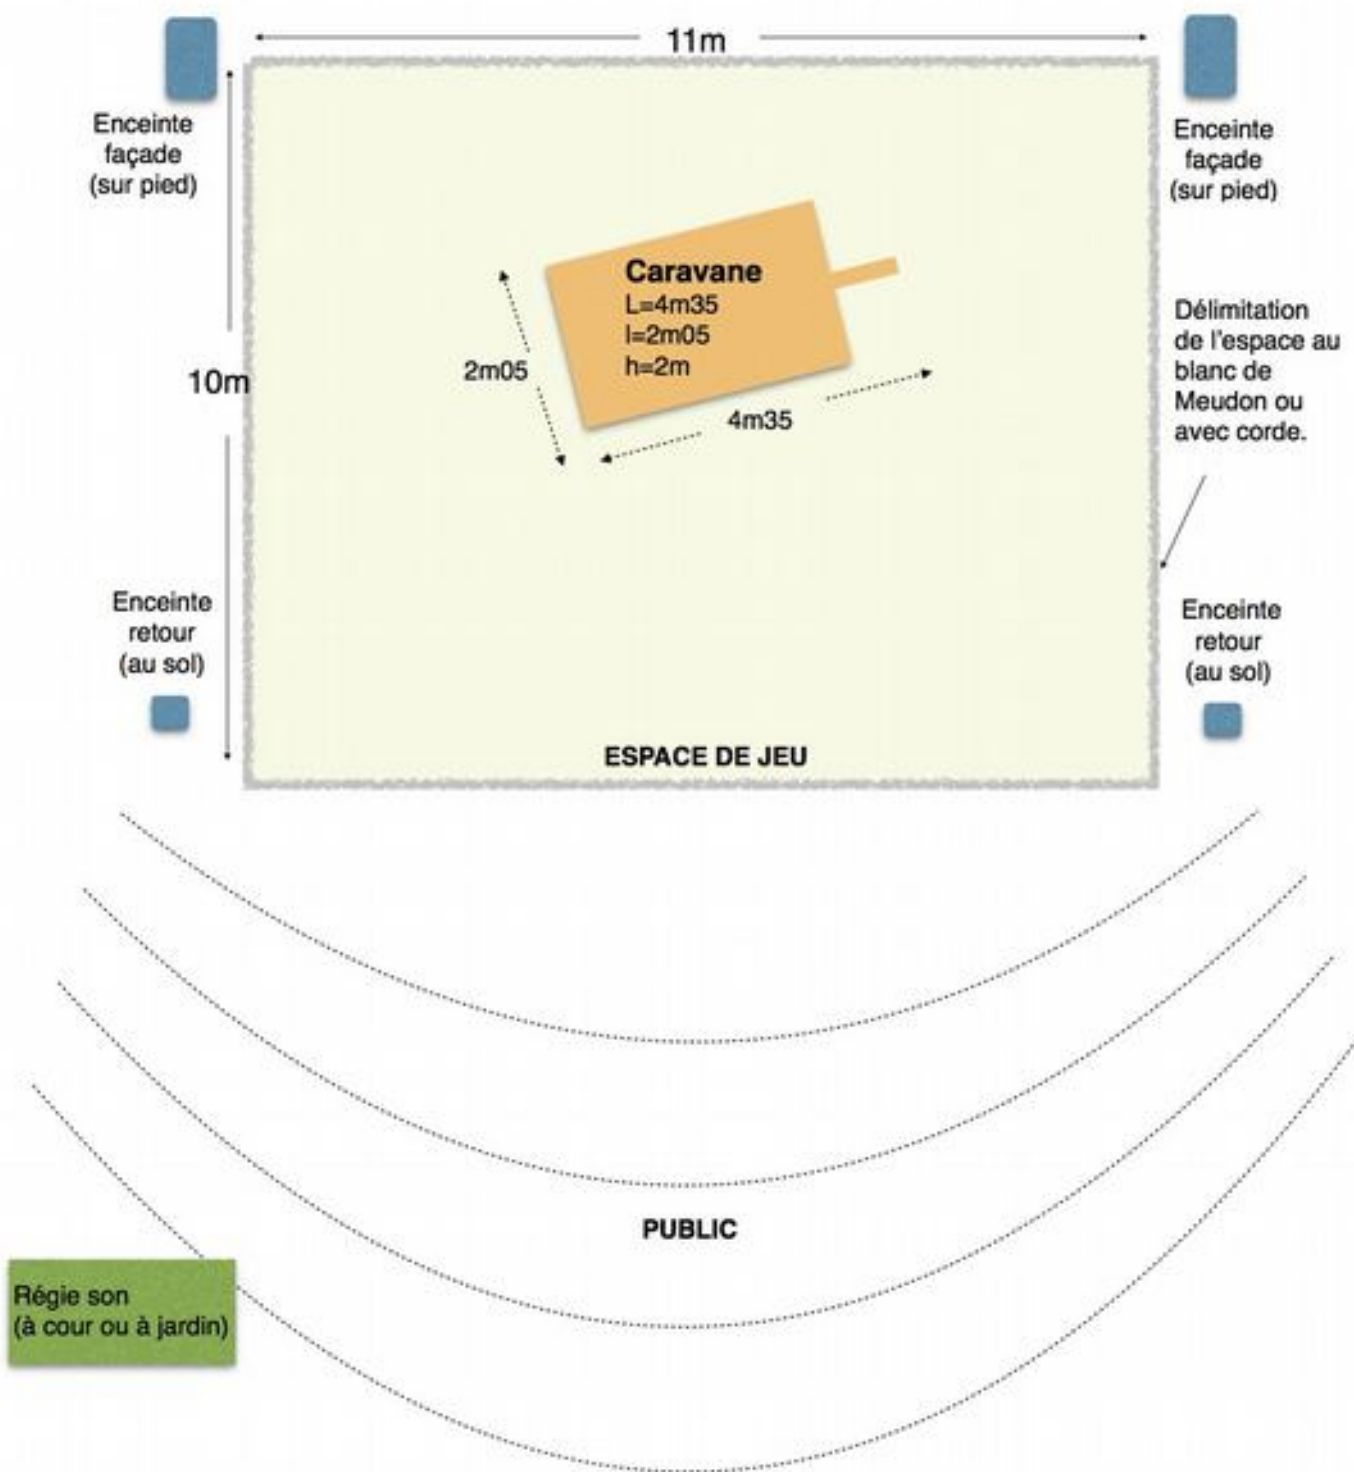 11m
Enceinte
façade
(sur pied)
Enceinte
façade
(sur pied)
Caravane
L=4m35
l=2m05
h=2m
2m05
4m35
10m
Délimitation
de l'espace au
blanc de
Meudon ou
avec corde.
Enceinte
retour
(au sol)
Enceinte
retour
(au sol)
ESPACE DE JEU
PUBLIC
Régie son
(à cour ou à jardin)